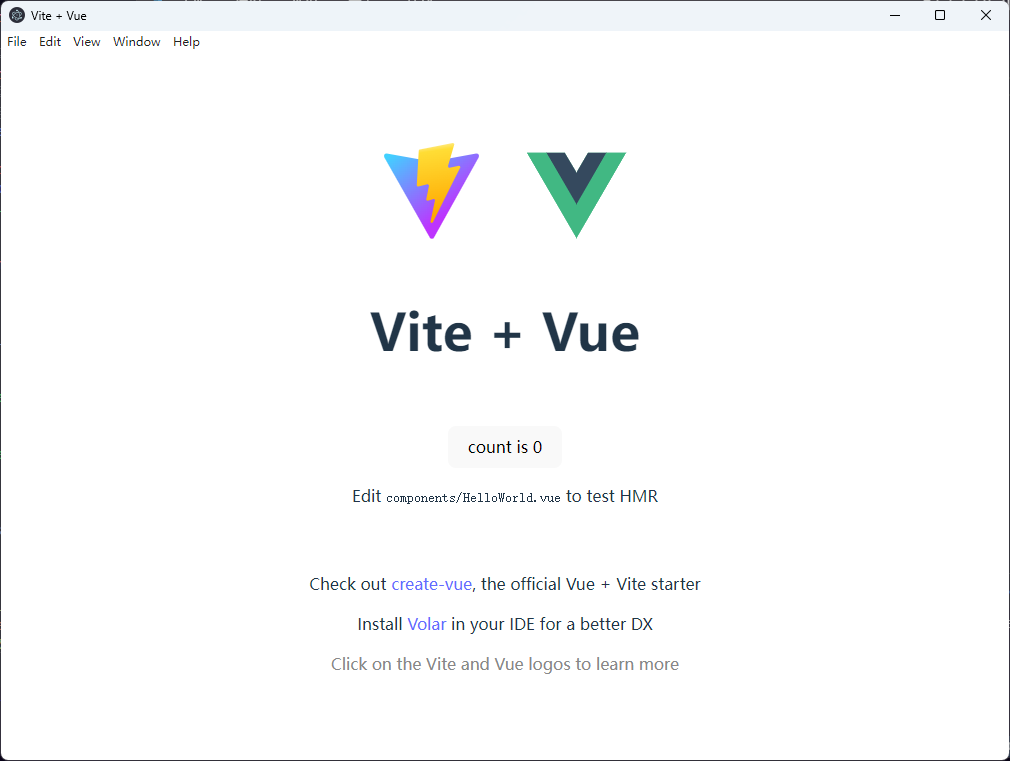 Vite + Vue
File Edit View Window Help
Vite + Vue
count is 0
Edit components/HelloWorld.vue to test HMR
Check out create-vue, the official Vue + Vite starter
Install Volar in your IDE for a better DX
Click on the Vite and Vue logos to learn more